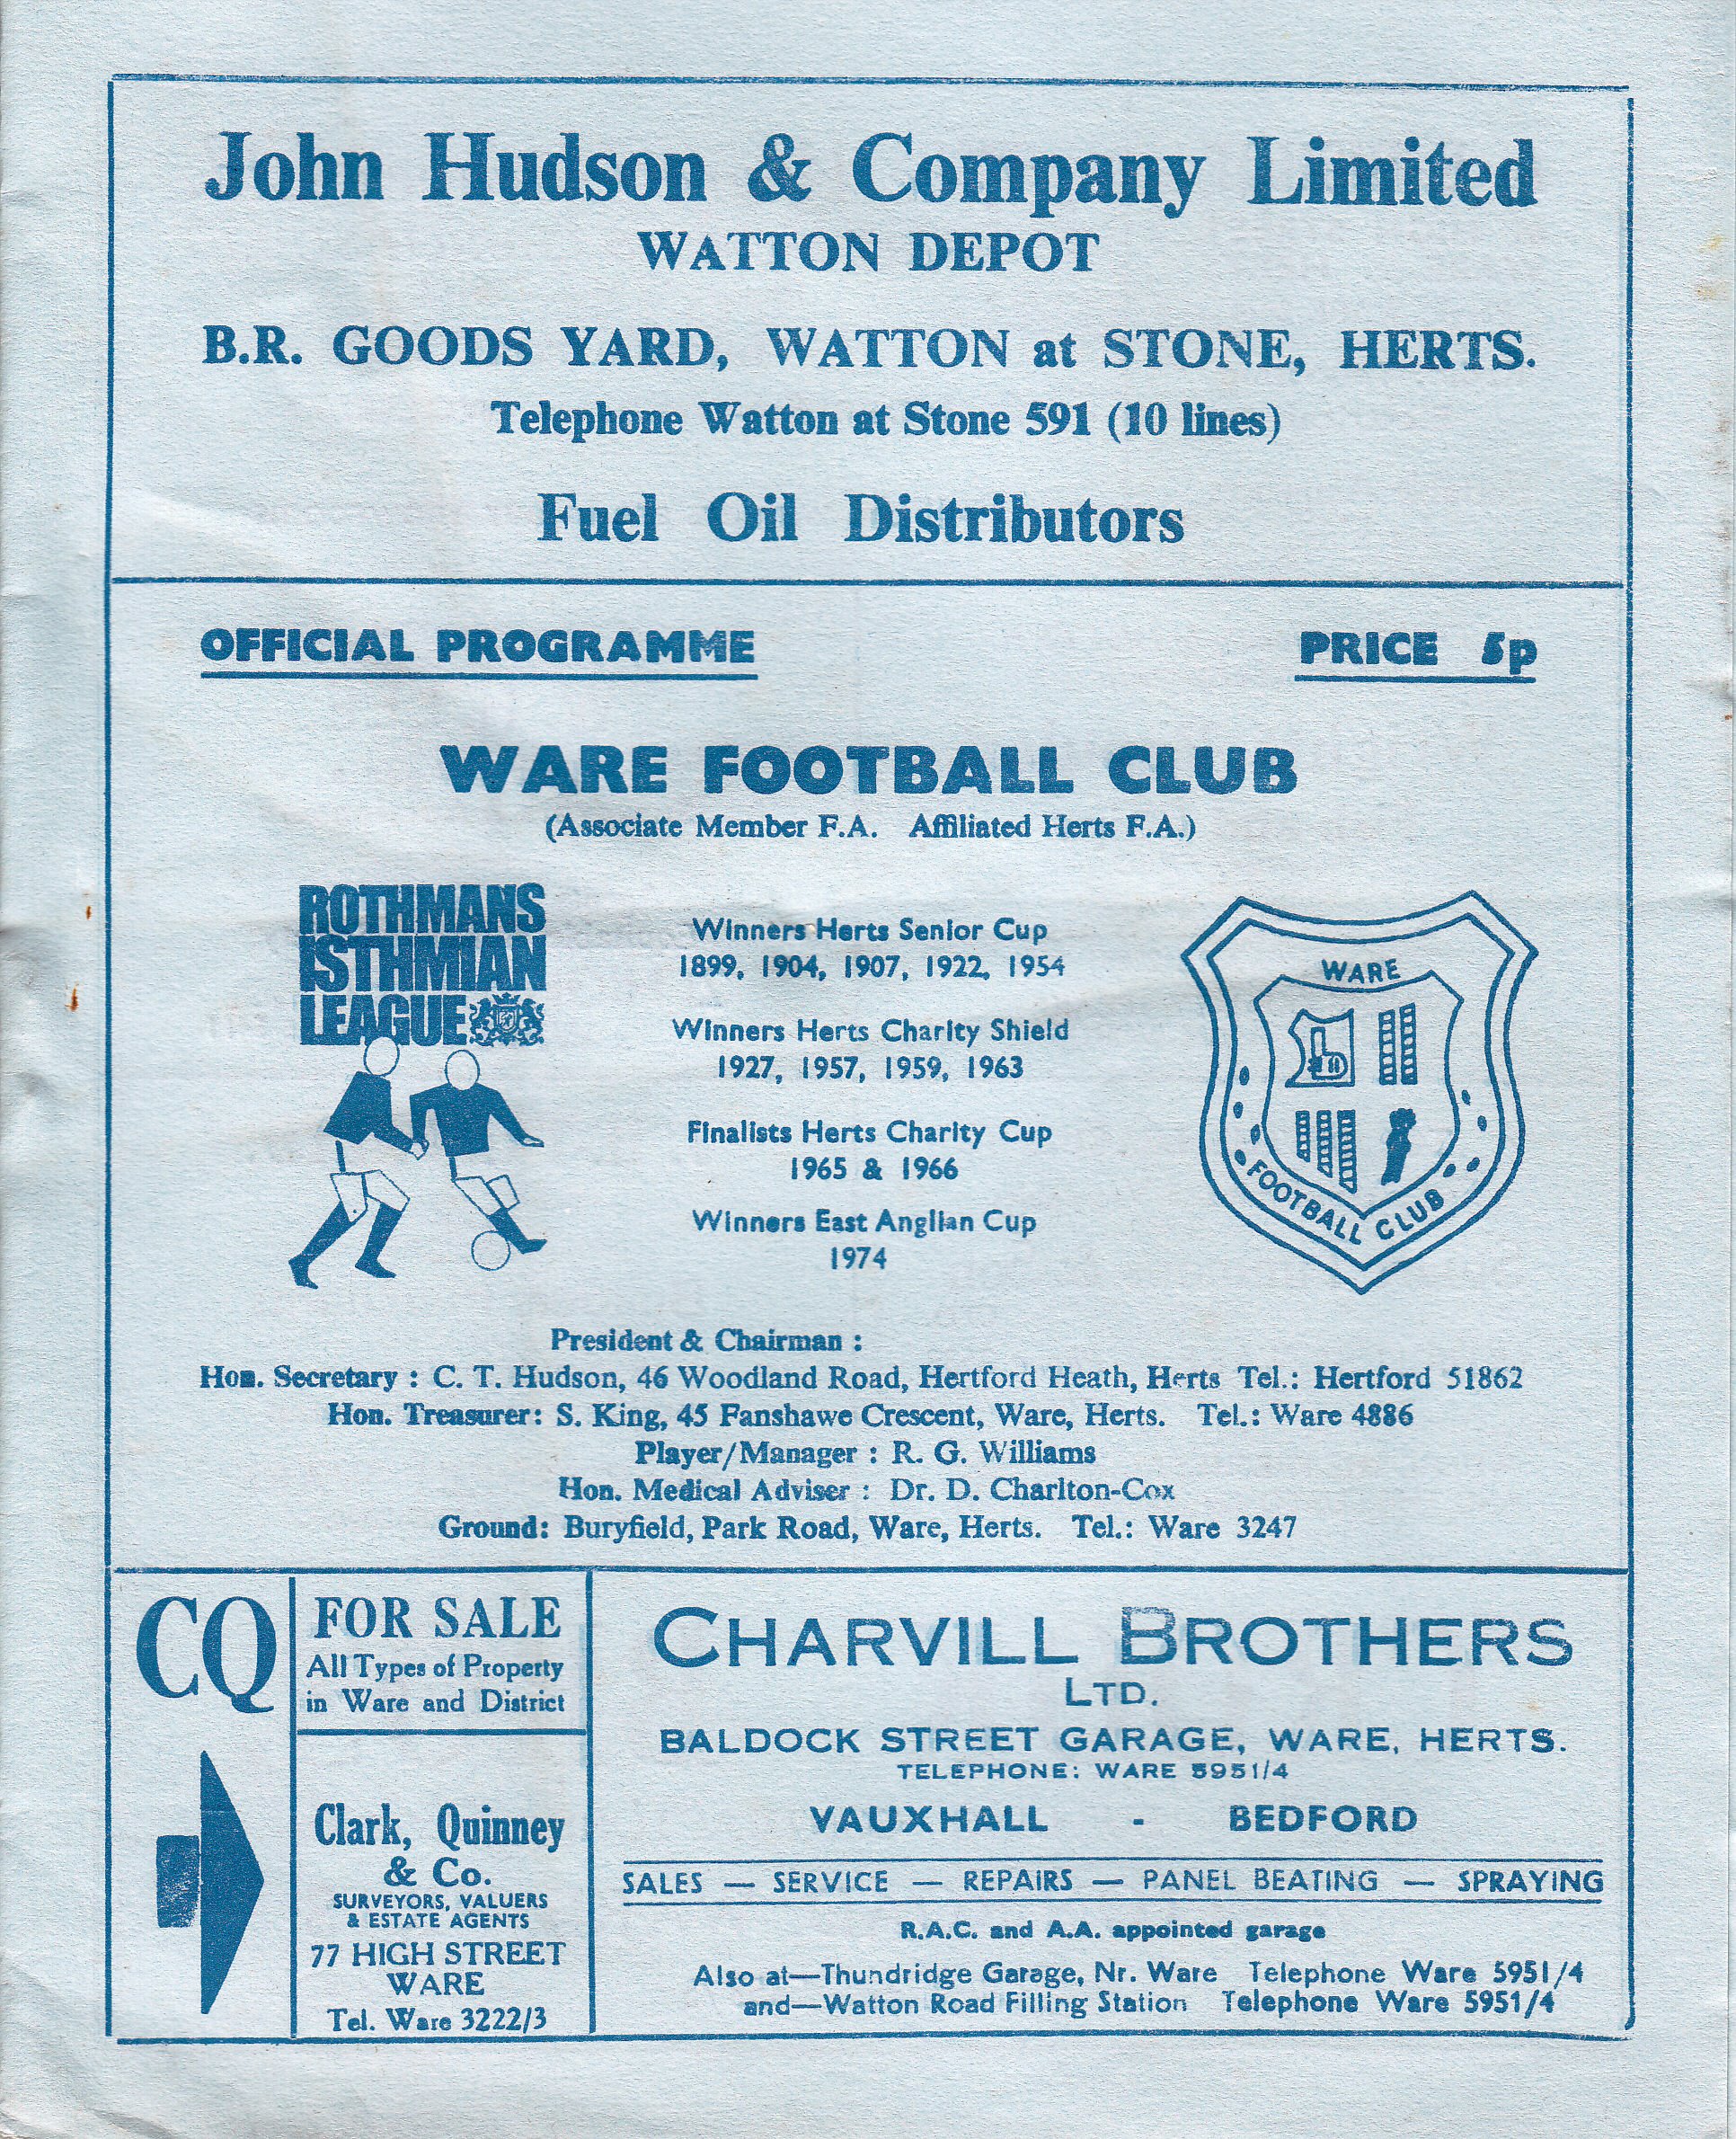 John Hudson & Company Limited
WATTON DEPOT
B.R. GOODS YARD, WATTON at STONE, HERTS.
Telephone Watton at Stone 591 (10 lines)
Fuel Oil Distributors
OFFICIAL PROGRAMME PRICE 5p
WARE FOOTBALL CLUB
(Associate Member F.A. Affiliated Herts F.A.)
ROTHMANS
ISTHMIAN
LEAGUE
Winners Herts Senior Cup
1899, 1904, 1907, 1922, 1954
Winners Herts Charity Shield
1927, 1957, 1959, 1963
Finalists Herts Charity Cup
1965 & 1966
Winners East Anglian Cup
1974
WARE
FOOTBALL CLUB
President & Chairman :
Hon. Secretary : C. T. Hudson, 46 Woodland Road, Hertford Heath, Herts Tel.: Hertford 51862
Hon. Treasurer: S. King, 45 Fanshawe Crescent, Ware, Herts. Tel.: Ware 4886
Player/Manager : R. G. Williams
Hon. Medical Adviser : Dr. D. Charlton-Cox
Ground: Buryfield, Park Road, Ware, Herts. Tel.: Ware 3247
CQ
FOR SALE
All Types of Property
in Ware and District
Clark, Quinney
& Co.
SURVEYORS, VALUERS
& ESTATE AGENTS
77 HIGH STREET
WARE
Tel. Ware 3222/3
CHARVILL BROTHERS
LTD.
BALDOCK STREET GARAGE, WARE, HERTS.
TELEPHONE: WARE 5951/4
VAUXHALL - BEDFORD
SALES — SERVICE — REPAIRS — PANEL BEATING — SPRAYING
R.A.C. and A.A. appointed garage
Also at—Thundridge Garage, Nr. Ware Telephone Ware 5951/4
and—Watton Road Filling Station Telephone Ware 5951/4